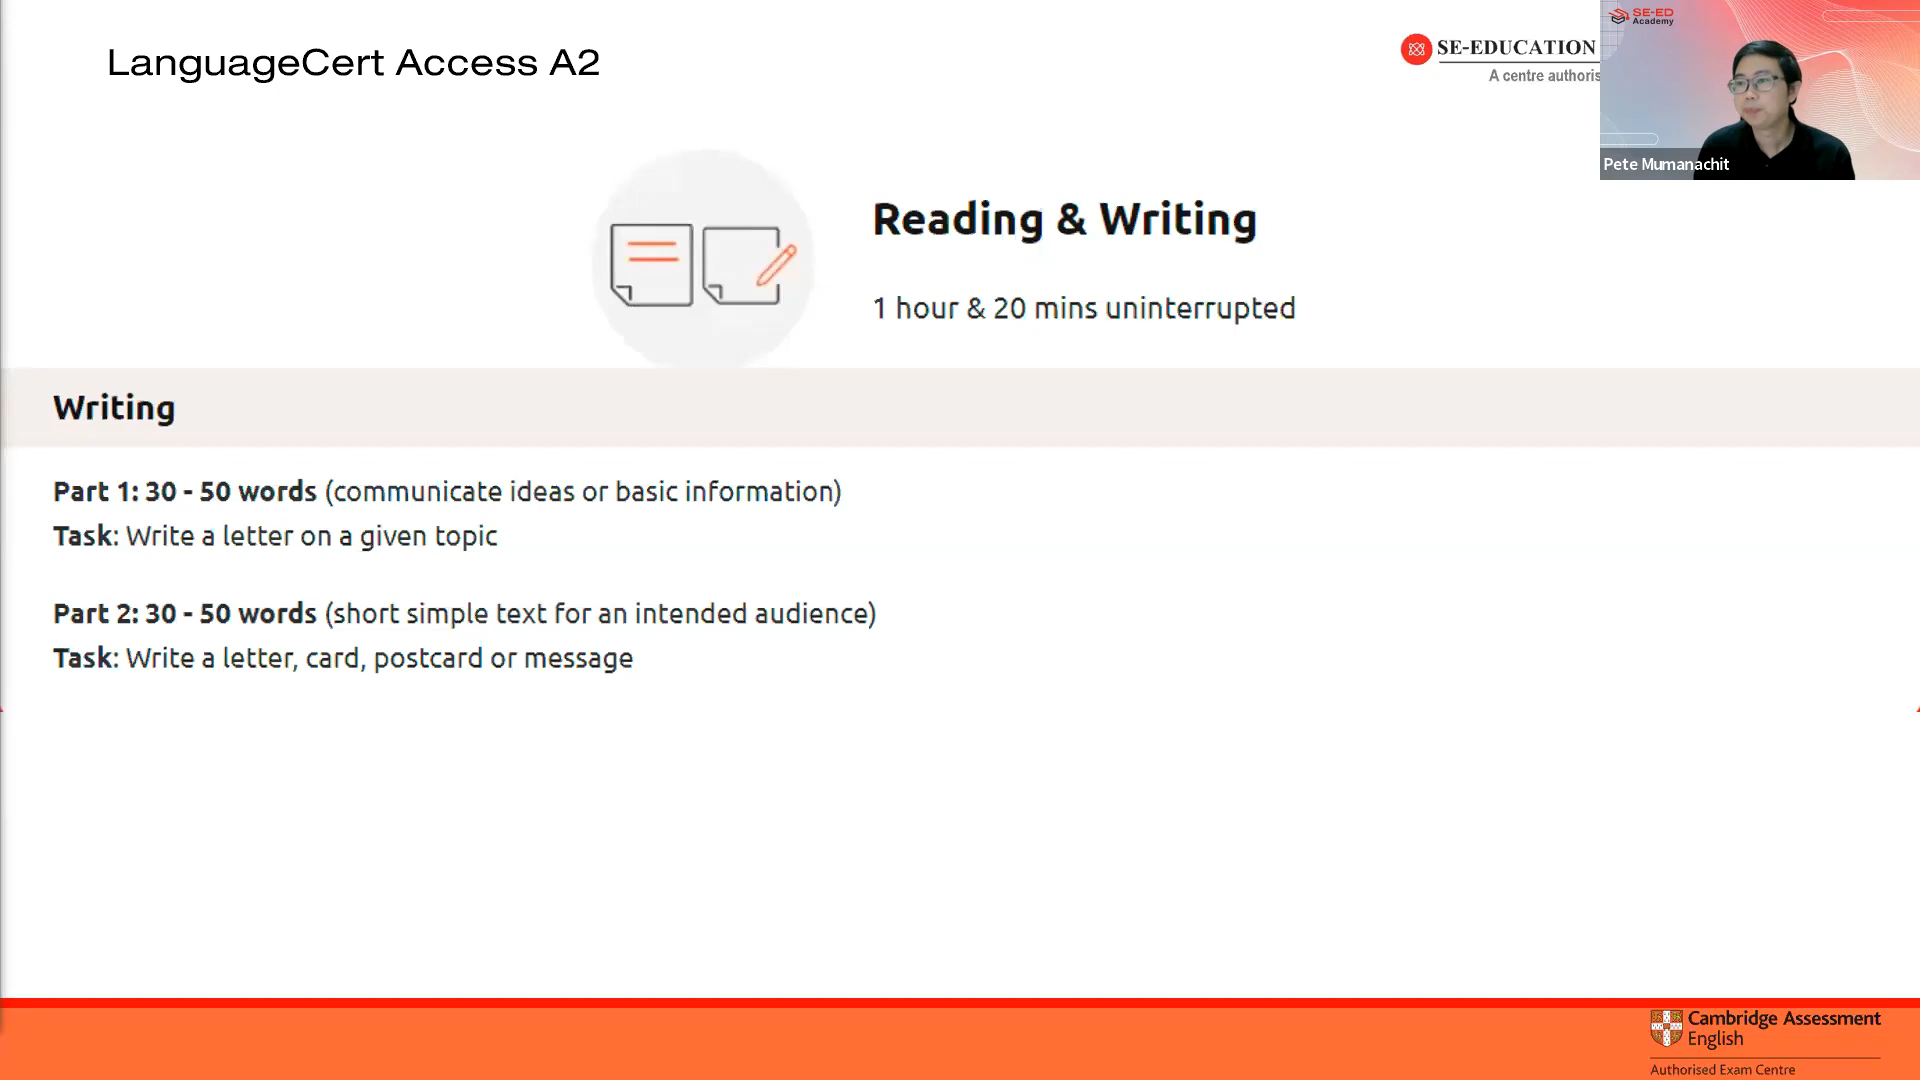 LanguageCert Access A2
SE-EDUCATION
A centre authoris
SE-ED
Academy
Pete Mumanachit
Reading & Writing
1 hour & 20 mins uninterrupted
Writing
Part 1: 30 - 50 words (communicate ideas or basic information)
Task: Write a letter on a given topic
Part 2: 30 - 50 words (short simple text for an intended audience)
Task: Write a letter, card, postcard or message
Cambridge Assessment
English
Authorised Exam Centre